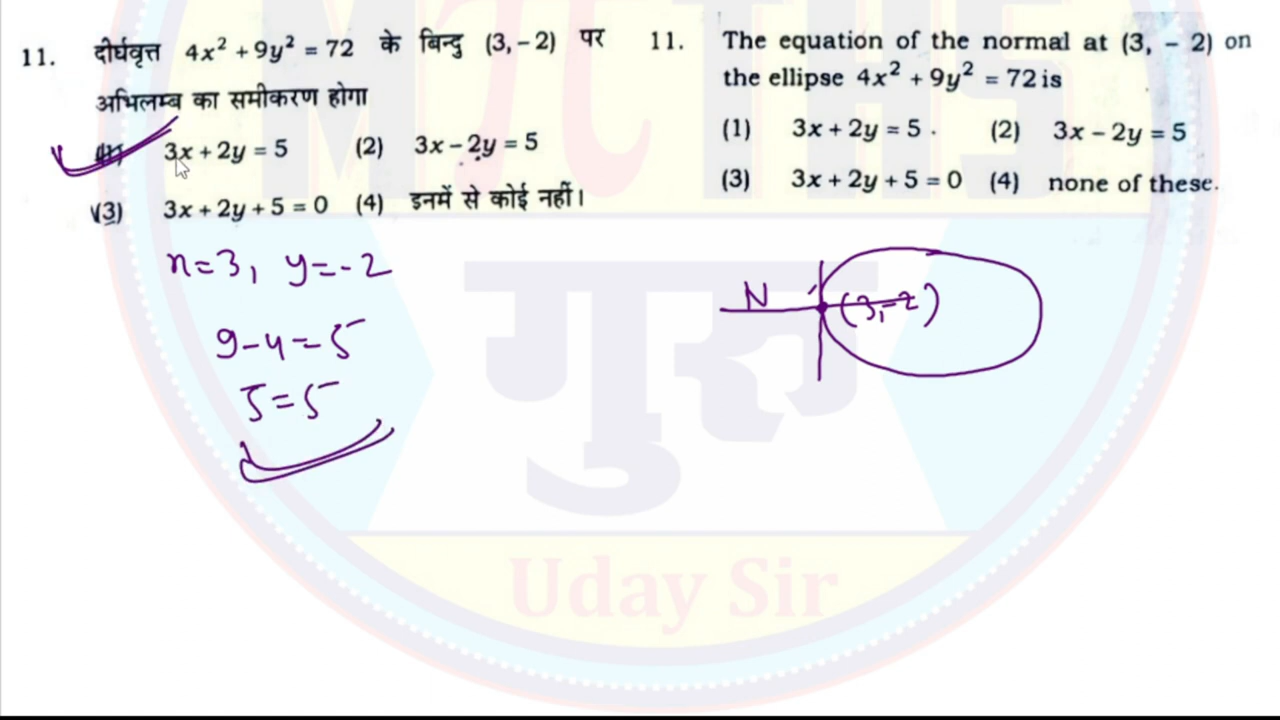 11. दीर्घवृत्त 4x² + 9y² = 72 के बिन्दु (3, – 2) पर
अभिलम्ब का समीकरण होगा
(1) 3x + 2y = 5 (2) 3x – 2y = 5
(3) 3x + 2y + 5 = 0 (4) इनमें से कोई नहीं।
11. The equation of the normal at (3, – 2) on
the ellipse 4x² + 9y² = 72 is
(1) 3x + 2y = 5 . (2) 3x – 2y = 5
(3) 3x + 2y + 5 = 0 (4) none of these.
x=3, y=-2
9-4=5
5=5
N (3,-2)
MπTHS
गुरु
Uday Sir